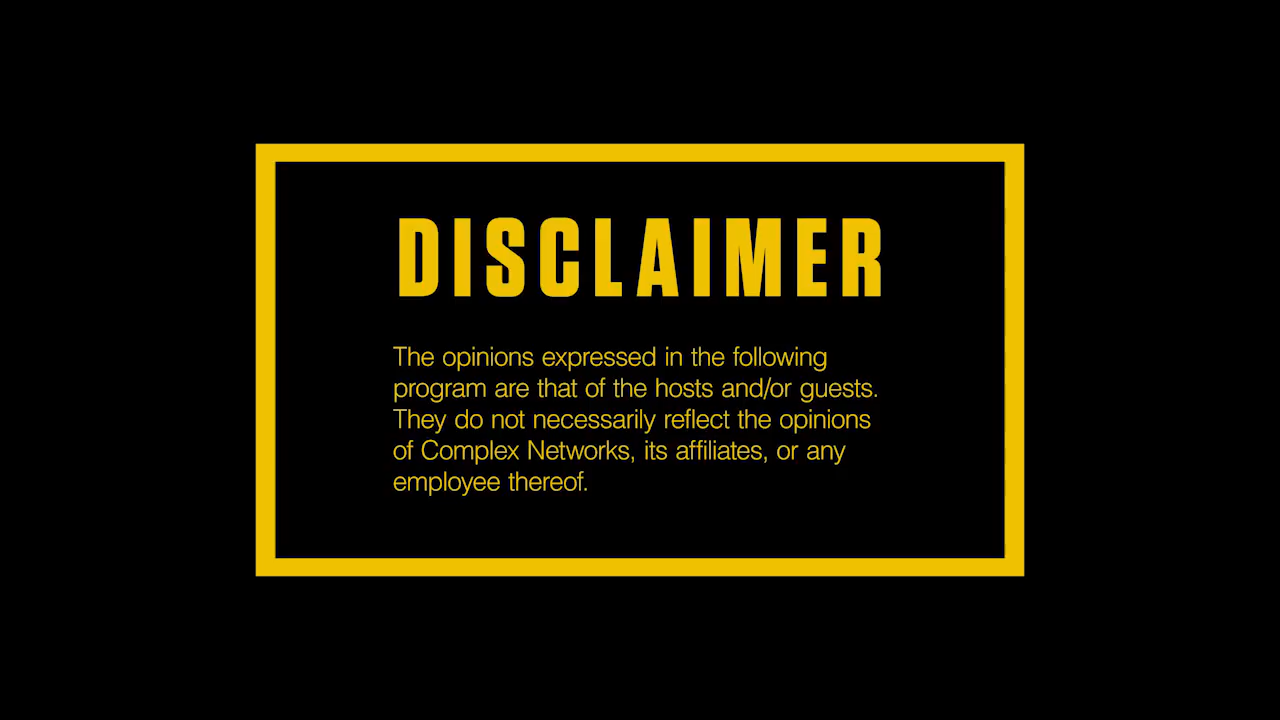 DISCLAIMER
The opinions expressed in the following
program are that of the hosts and/or guests.
They do not necessarily reflect the opinions
of Complex Networks, its affiliates, or any
employee thereof.